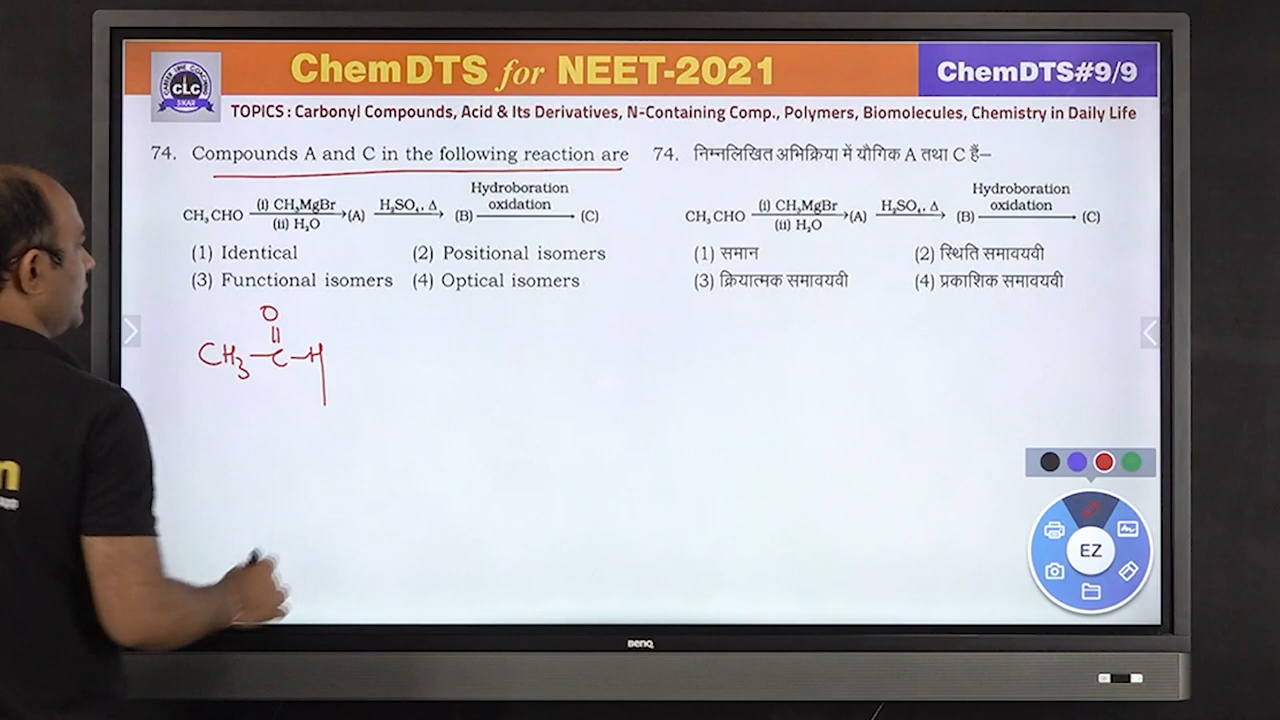 ChemDTS for NEET-2021
ChemDTS#9/9
CLC
SIKAR
TOPICS : Carbonyl Compounds, Acid & Its Derivatives, N-Containing Comp., Polymers, Biomolecules, Chemistry in Daily Life
74. Compounds A and C in the following reaction are
CH₃CHO (i) CH₃MgBr (ii) H₂O → (A) H₂SO₄, Δ → (B) Hydroboration oxidation → (C)
(1) Identical (2) Positional isomers
(3) Functional isomers (4) Optical isomers
74. निम्नलिखित अभिक्रिया में यौगिक A तथा C हैं–
CH₃CHO (i) CH₃MgBr (ii) H₂O → (A) H₂SO₄, Δ → (B) Hydroboration oxidation → (C)
(1) समान (2) स्थिति समावयवी
(3) क्रियात्मक समावयवी (4) प्रकाशिक समावयवी
O
CH₃–C–H
EZ
BenQ
n